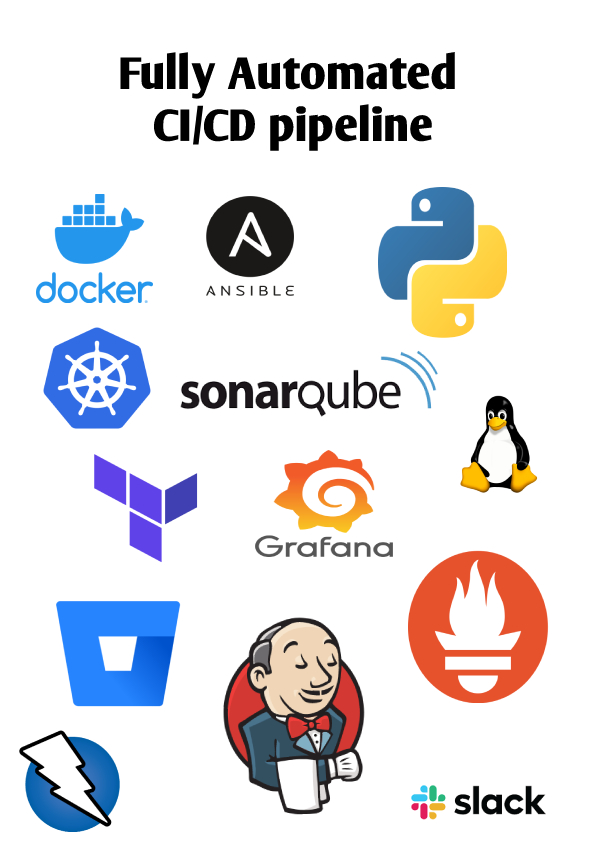 Fully Automated
CI/CD pipeline
docker
ANSIBLE
sonarqube
Grafana
slack